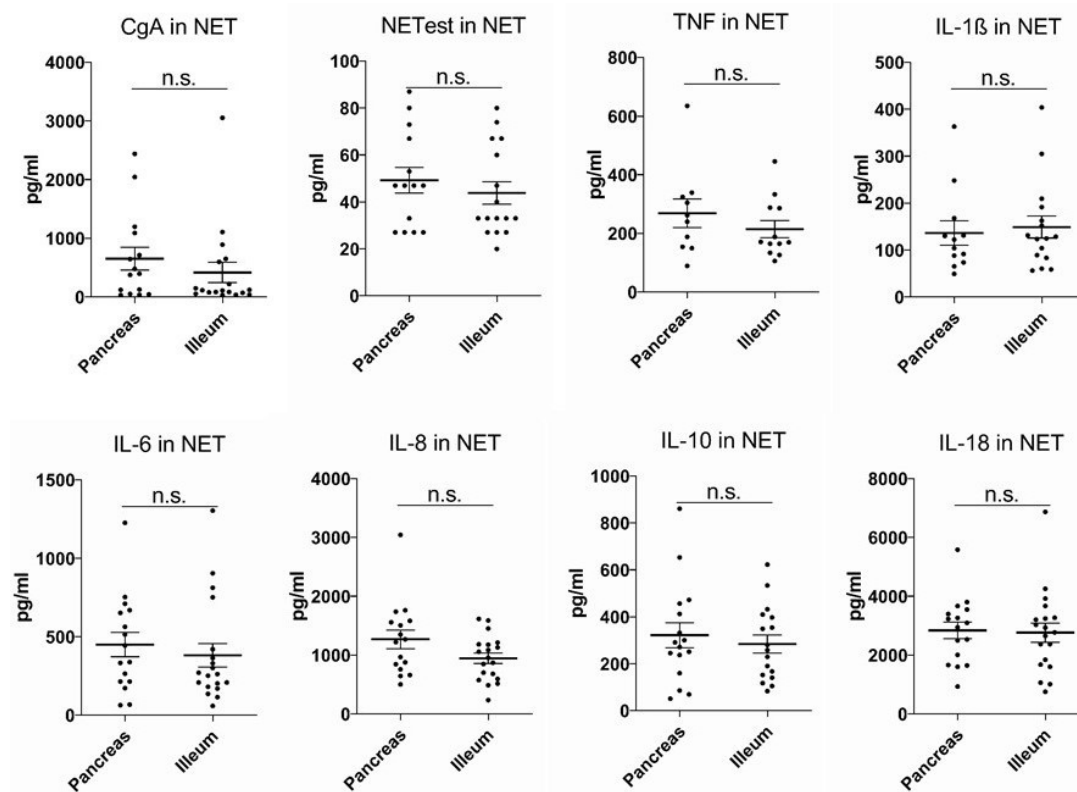 CgA in NET
4000
3000
2000
1000
0
pg/ml
n.s.
Pancreas
Illeum
NETest in NET
100
80
60
40
20
0
pg/ml
n.s.
Pancreas
Illeum
TNF in NET
800
600
400
200
0
pg/ml
n.s.
Pancreas
Illeum
IL-1ß in NET
500
400
300
200
100
0
pg/ml
n.s.
Pancreas
Illeum
IL-6 in NET
1500
1000
500
0
pg/ml
n.s.
Pancreas
Illeum
IL-8 in NET
4000
3000
2000
1000
0
pg/ml
n.s.
Pancreas
Illeum
IL-10 in NET
1000
800
600
400
200
0
pg/ml
n.s.
Pancreas
Illeum
IL-18 in NET
8000
6000
4000
2000
0
pg/ml
n.s.
Pancreas
Illeum